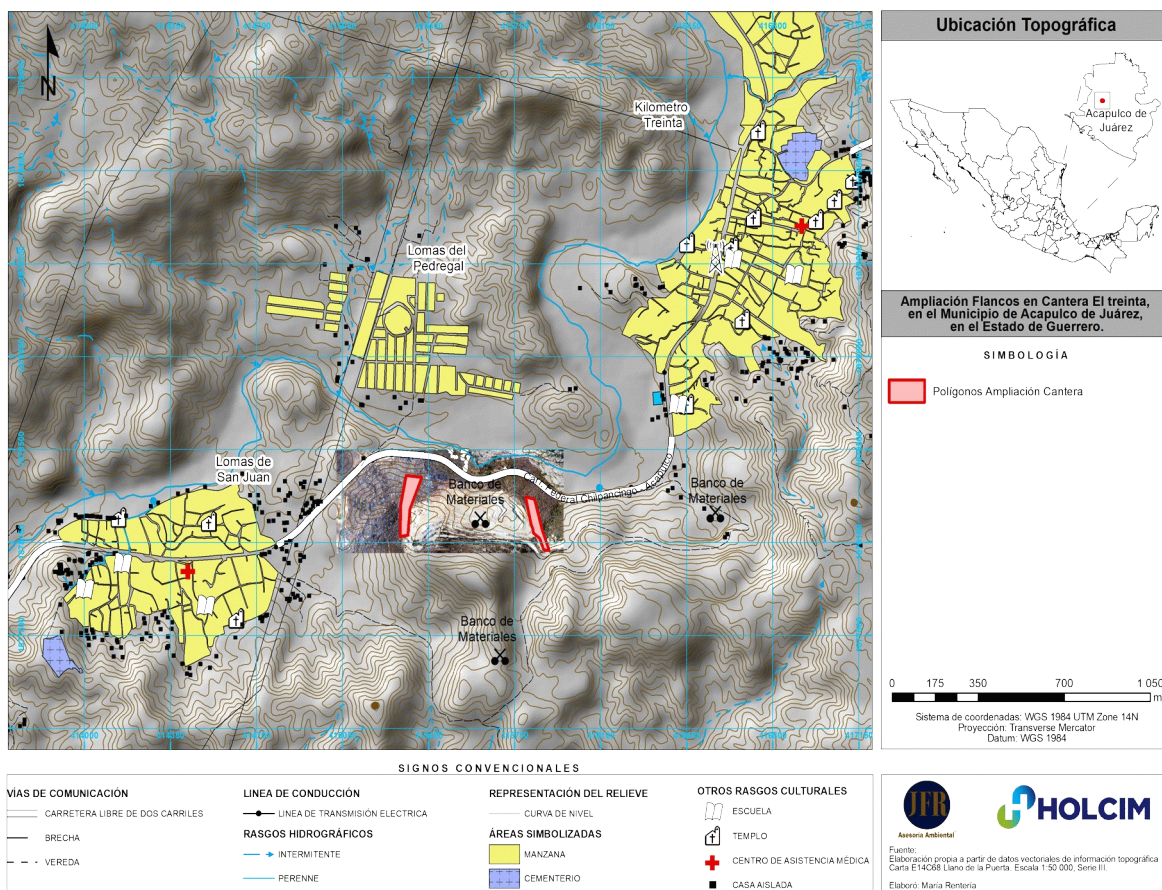 Ubicación Topográfica
Acapulco de
Juárez
Ampliación Flancos en Cantera El treinta,
en el Municipio de Acapulco de Juárez,
en el Estado de Guerrero.
SIMBOLOGÍA
Polígonos Ampliación Cantera
0 175 350 700 1 050
m
Sistema de coordenadas: WGS 1984 UTM Zone 14N
Proyección: Transverse Mercator
Datum: WGS 1984
N
Kilometro
Treinta
Lomas del
Pedregal
Lomas de
San Juan
Banco de
Materiales
Carr. Federal Chilpancingo - Acapulco
Banco de
Materiales
Banco de
Materiales
SIGNOS CONVENCIONALES
VÍAS DE COMUNICACIÓN
CARRETERA LIBRE DE DOS CARRILES
BRECHA
VEREDA
LINEA DE CONDUCCIÓN
LINEA DE TRANSMISIÓN ELECTRICA
RASGOS HIDROGRÁFICOS
INTERMITENTE
PERENNE
REPRESENTACIÓN DEL RELIEVE
CURVA DE NIVEL
ÁREAS SIMBOLIZADAS
MANZANA
CEMENTERIO
OTROS RASGOS CULTURALES
ESCUELA
TEMPLO
CENTRO DE ASISTENCIA MÉDICA
CASA AISLADA
JFR
Asesoría Ambiental
HOLCIM
Fuente:
Elaboración propia a partir de datos vectoriales de información topográfica
Carta E14C68 Llano de la Puerta. Escala 1:50 000, Serie III.
Elaboró: María Rentería